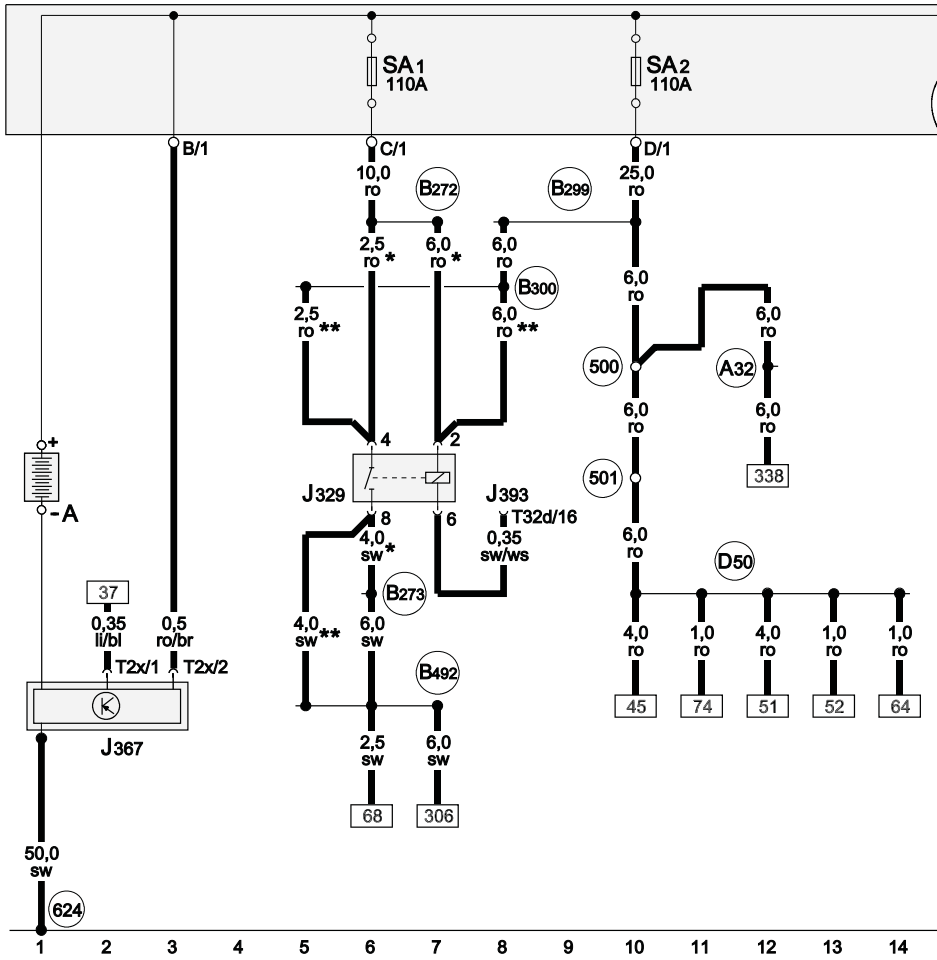 SA1
110A
SA2
110A
B/1
C/1
D/1
10,0
ro
B272
B299
25,0
ro
2,5
ro *
6,0
ro *
6,0
ro
B300
6,0
ro
2,5
ro **
6,0
ro **
6,0
ro
500
A32
6,0
ro
6,0
ro
+
4
2
501
338
J329
J393
- A
8
6
T32d/16
4,0
sw *
0,35
sw/ws
6,0
ro
D50
37
B273
0,35
li/bl
0,5
ro/br
4,0
sw **
6,0
sw
4,0
ro
1,0
ro
4,0
ro
1,0
ro
1,0
ro
T2x/1
T2x/2
B492
45
74
51
52
64
J367
2,5
sw
6,0
sw
68
306
50,0
sw
624
1 2 3 4 5 6 7 8 9 10 11 12 13 14